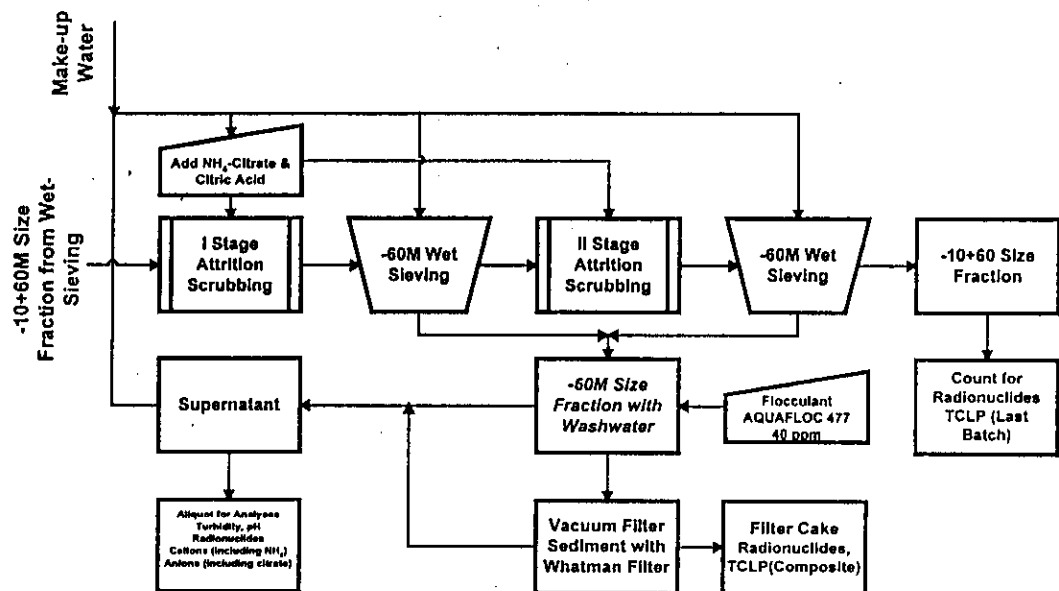 Make-up
Water
Add NH4-Citrate &
Citric Acid
-10+60M Size
Fraction from Wet-
Sieving
I Stage
Attrition
Scrubbing
-60M Wet
Sieving
II Stage
Attrition
Scrubbing
-60M Wet
Sieving
-10+60 Size
Fraction
Supernatant
-60M Size
Fraction with
Washwater
Flocculant
AQUAFLOC 477
40 ppm
Count for
Radionuclides
TCLP (Last
Batch)
Aliquot for Analyses
Turbidity, pH
Radionuclides
Cations (including NH4)
Anions (including citrate)
Vacuum Filter
Sediment with
Whatman Filter
Filter Cake
Radionuclides,
TCLP(Composite)